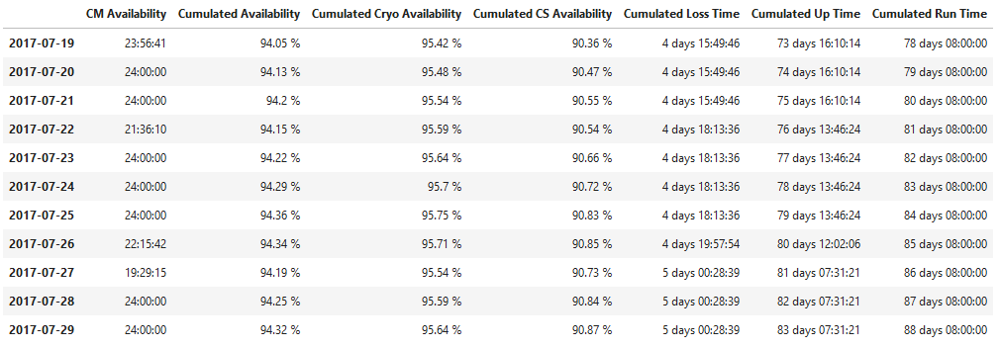 CM Availability Cumulated Availability Cumulated Cryo Availability Cumulated CS Availability Cumulated Loss Time Cumulated Up Time Cumulated Run Time
2017-07-19 23:56:41 94.05 % 95.42 % 90.36 % 4 days 15:49:46 73 days 16:10:14 78 days 08:00:00
2017-07-20 24:00:00 94.13 % 95.48 % 90.47 % 4 days 15:49:46 74 days 16:10:14 79 days 08:00:00
2017-07-21 24:00:00 94.2 % 95.54 % 90.55 % 4 days 15:49:46 75 days 16:10:14 80 days 08:00:00
2017-07-22 21:36:10 94.15 % 95.59 % 90.54 % 4 days 18:13:36 76 days 13:46:24 81 days 08:00:00
2017-07-23 24:00:00 94.22 % 95.64 % 90.66 % 4 days 18:13:36 77 days 13:46:24 82 days 08:00:00
2017-07-24 24:00:00 94.29 % 95.7 % 90.72 % 4 days 18:13:36 78 days 13:46:24 83 days 08:00:00
2017-07-25 24:00:00 94.36 % 95.75 % 90.83 % 4 days 18:13:36 79 days 13:46:24 84 days 08:00:00
2017-07-26 22:15:42 94.34 % 95.71 % 90.85 % 4 days 19:57:54 80 days 12:02:06 85 days 08:00:00
2017-07-27 19:29:15 94.19 % 95.54 % 90.73 % 5 days 00:28:39 81 days 07:31:21 86 days 08:00:00
2017-07-28 24:00:00 94.25 % 95.59 % 90.84 % 5 days 00:28:39 82 days 07:31:21 87 days 08:00:00
2017-07-29 24:00:00 94.32 % 95.64 % 90.87 % 5 days 00:28:39 83 days 07:31:21 88 days 08:00:00